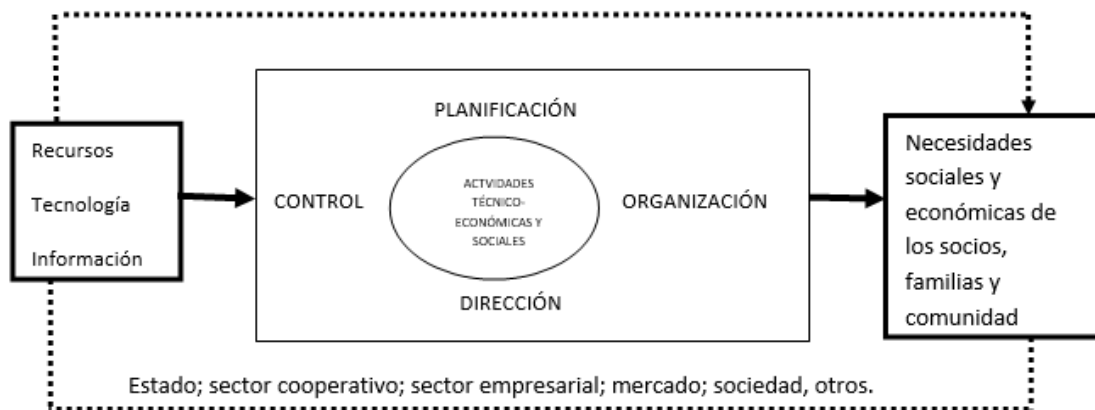 Recursos
Tecnología
Información
PLANIFICACIÓN
CONTROL
ACTVIDADES
TÉCNICO-
ECONÓMICAS Y
SOCIALES
ORGANIZACIÓN
DIRECCIÓN
Necesidades
sociales y
económicas de
los socios,
familias y
comunidad
Estado; sector cooperativo; sector empresarial; mercado; sociedad, otros.